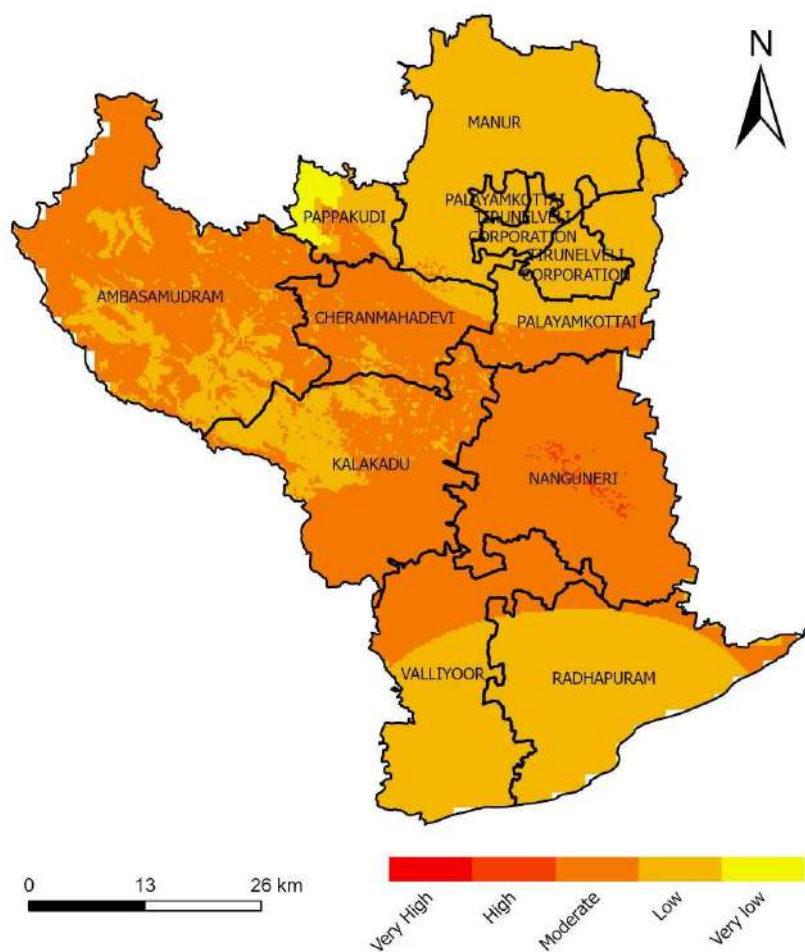 N
MANUR
PALAYAMKOTTAI
TIRUNELVELI
CORPORATION
PAPPAKUDI
TIRUNELVELI
CORPORATION
AMBASAMUDRAM
CHERANMAHADEVI
PALAYAMKOTTAI
KALAKADU
NANGUNERI
VALLIYOOR
RADHAPURAM
0 13 26 km
Very High
High
Moderate
Low
Very low